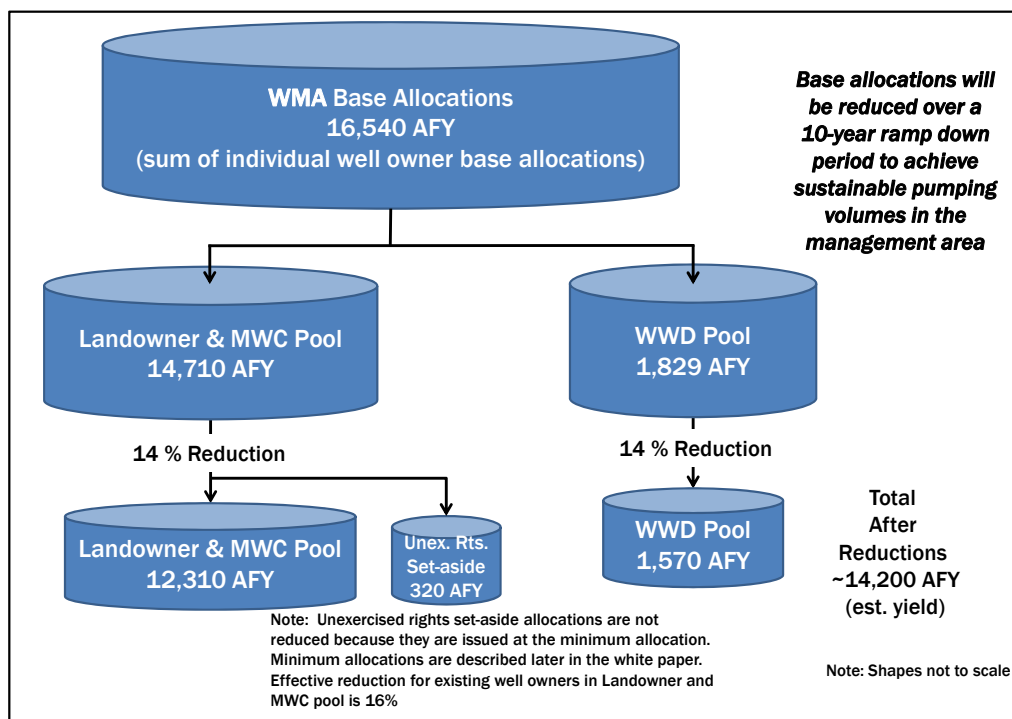 WMA Base Allocations
16,540 AFY
(sum of individual well owner base allocations)
Base allocations will
be reduced over a
10-year ramp down
period to achieve
sustainable pumping
volumes in the
management area
Landowner & MWC Pool
14,710 AFY
WWD Pool
1,829 AFY
14 % Reduction
14 % Reduction
Landowner & MWC Pool
12,310 AFY
Unex. Rts.
Set-aside
320 AFY
WWD Pool
1,570 AFY
Total
After
Reductions
~14,200 AFY
(est. yield)
Note: Unexercised rights set-aside allocations are not
reduced because they are issued at the minimum allocation.
Minimum allocations are described later in the white paper.
Effective reduction for existing well owners in Landowner and
MWC pool is 16%
Note: Shapes not to scale